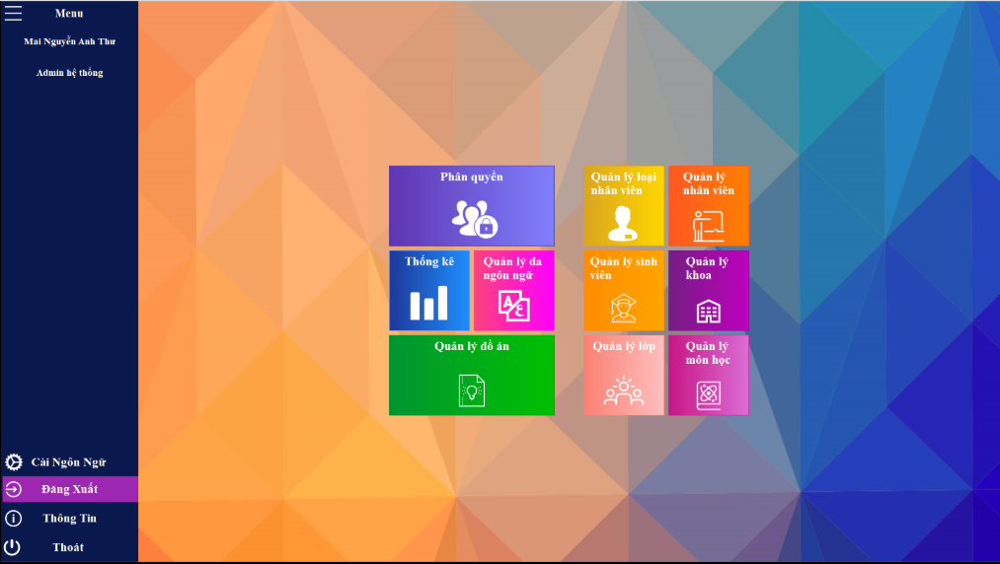 Menu
Mai Nguyễn Anh Thư
Admin hệ thống
Phân quyền
Thống kê
Quản lý đa
ngôn ngữ
Quản lý đồ án
Quản lý loại
nhân viên
Quản lý
nhân viên
Quản lý sinh
viên
Quản lý
khoa
Quản lý lớp
Quản lý
môn học
Cài Ngôn Ngữ
Đăng Xuất
Thông Tin
Thoát